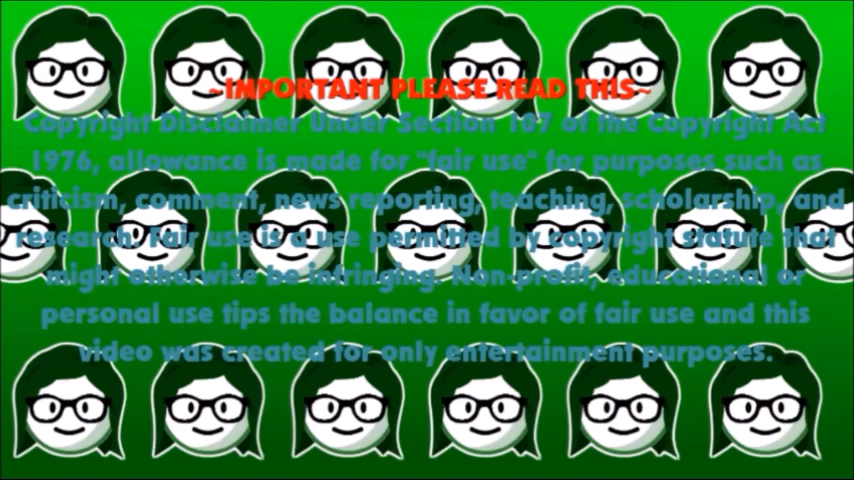 ~IMPORTANT PLEASE READ THIS~
Copyright Disclaimer Under Section 107 of the Copyright Act
1976, allowance is made for "fair use" for purposes such as
criticism, comment, news reporting, teaching, scholarship, and
research. Fair use is a use permitted by copyright statute that
might otherwise be infringing. Non-profit, educational or
personal use tips the balance in favor of fair use and this
video was created for only entertainment purposes.